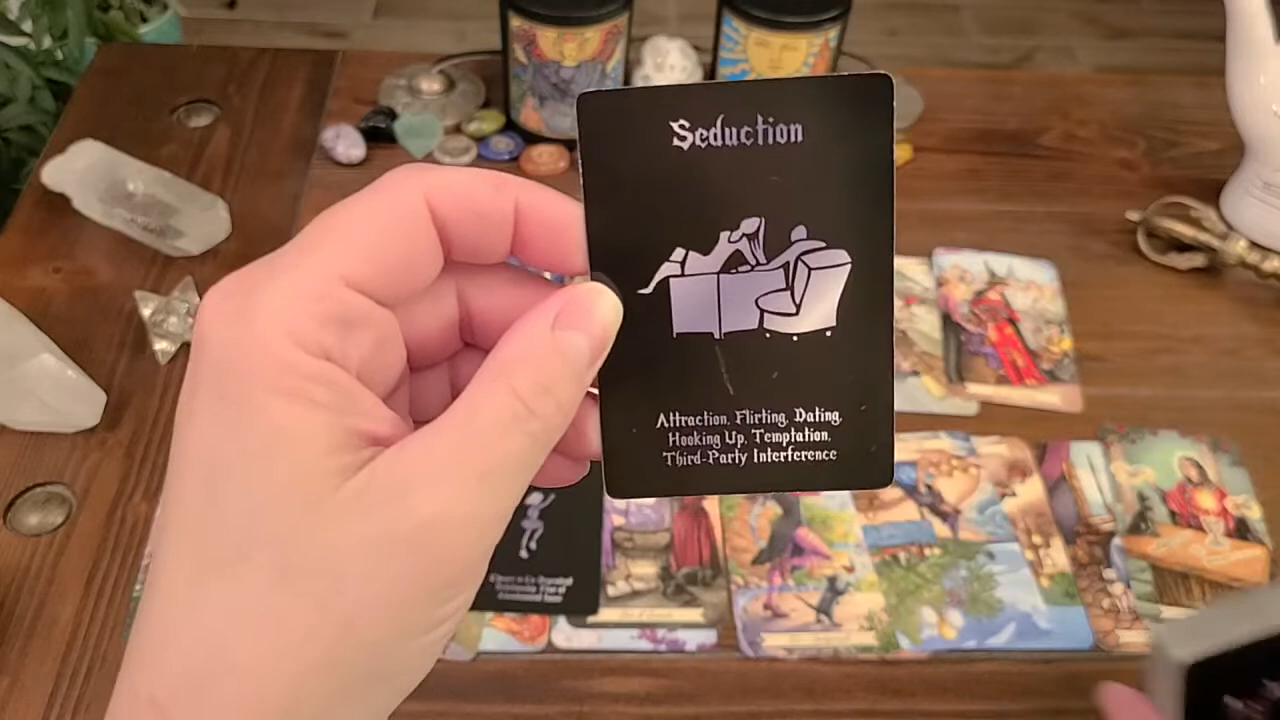 Seduction
Attraction, Flirting, Dating,
Hooking Up, Temptation,
Third-Party Interference